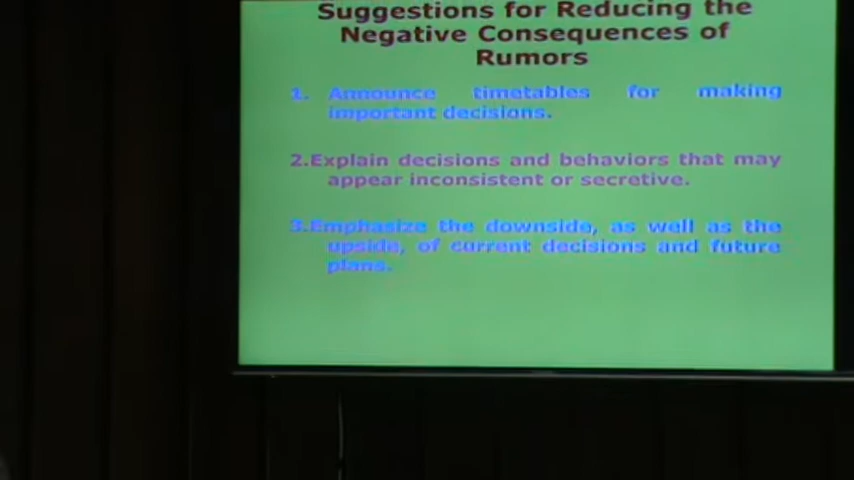 Suggestions for Reducing the
Negative Consequences of
Rumors
1. Announce timetables for making
important decisions.
2.Explain decisions and behaviors that may
appear inconsistent or secretive.
3.Emphasize the downside, as well as the
upside, of current decisions and future
plans.